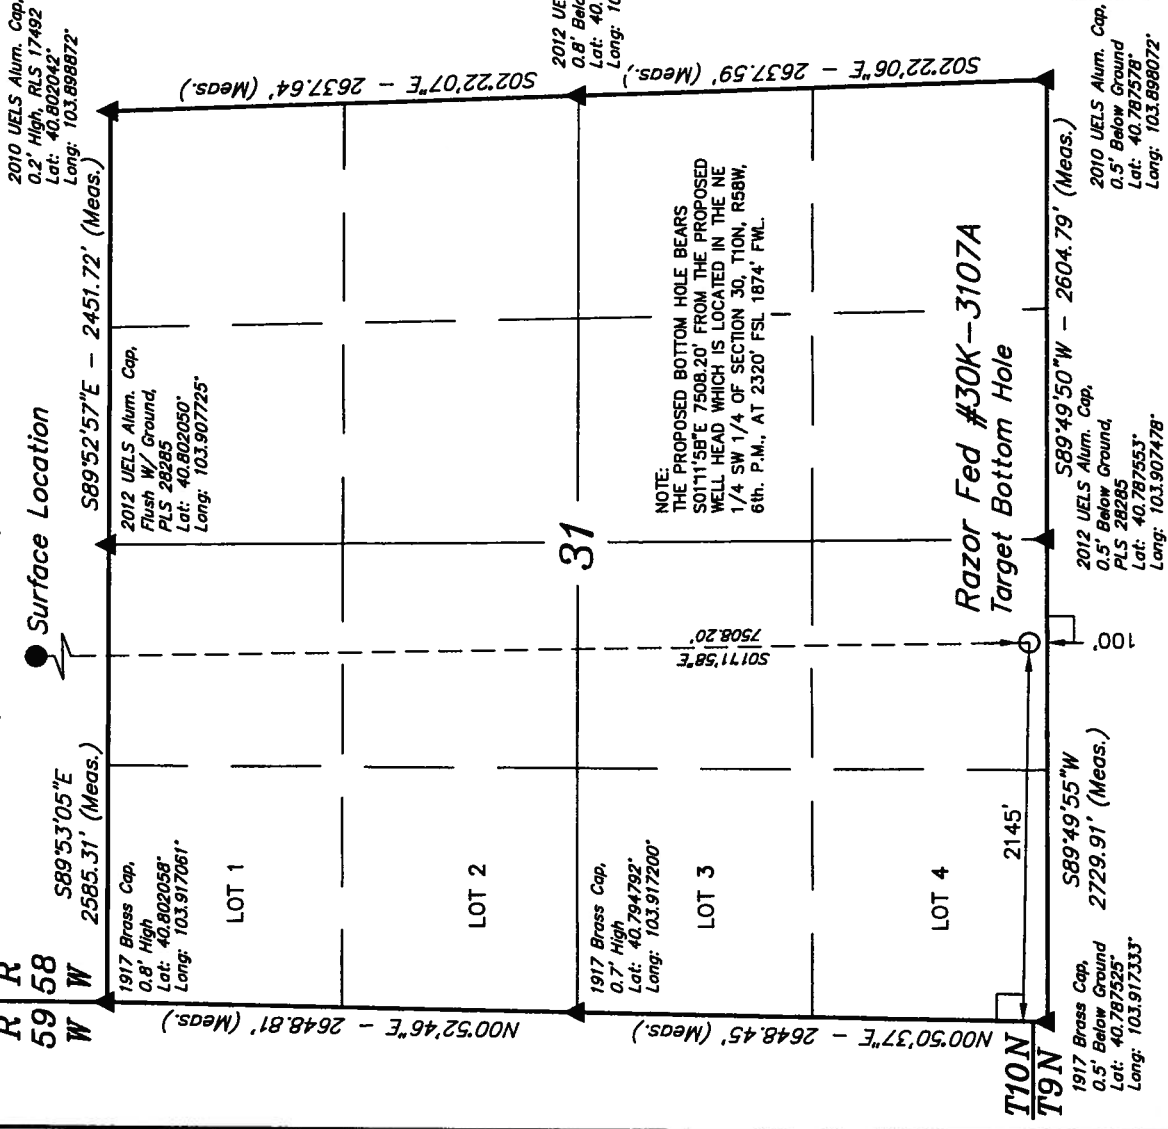 2010 UELS Alum. Cap,
0.2' High, RLS 17492
Lat: 40.802042°
Long: 103.898872°
2012 UE
0.8' Belo
Lat: 40.
Long: 10
R R
59 58
W W
S89°53'05"E
2585.31' (Meas.)
Surface Location
S89°52'57"E - 2451.72' (Meas.)
1917 Brass Cap,
0.8' High
Lat: 40.802058°
Long: 103.917061°
2012 UELS Alum. Cap,
Flush W/ Ground,
PLS 28285
Lat: 40.802050°
Long: 103.907725°
LOT 1
LOT 2
LOT 3
LOT 4
N00°52'46"E - 2648.81' (Meas.)
N00°50'37"E - 2648.45' (Meas.)
S02°22'07"E - 2637.64' (Meas.)
S02°22'06"E - 2637.59' (Meas.)
31
1917 Brass Cap,
0.7' High
Lat: 40.794792°
Long: 103.917200°
NOTE:
THE PROPOSED BOTTOM HOLE BEARS
S01°11'58"E 7508.20' FROM THE PROPOSED
WELL HEAD WHICH IS LOCATED IN THE NE
1/4 SW 1/4 OF SECTION 30, T10N, R58W,
6th. P.M., AT 2320' FSL 1874' FWL.
S01°11'58"E
7508.20'
Razor Fed #30K-3107A
Target Bottom Hole
2145'
100'
T10N
T9N
S89°49'55"W
2729.91' (Meas.)
S89°49'50"W - 2604.79' (Meas.)
1917 Brass Cap,
0.5' Below Ground
Lat: 40.787525°
Long: 103.917333°
2012 UELS Alum. Cap,
0.5' Below Ground,
PLS 28285
Lat: 40.787553°
Long: 103.907478°
2010 UELS Alum. Cap,
0.5' Below Ground
Lat: 40.787578°
Long: 103.898072°